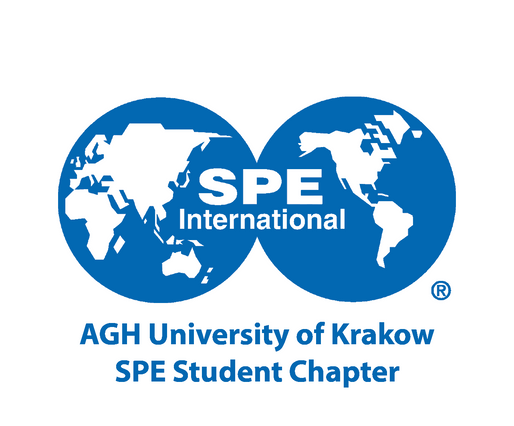 SPE
International
®
AGH University of Krakow
SPE Student Chapter